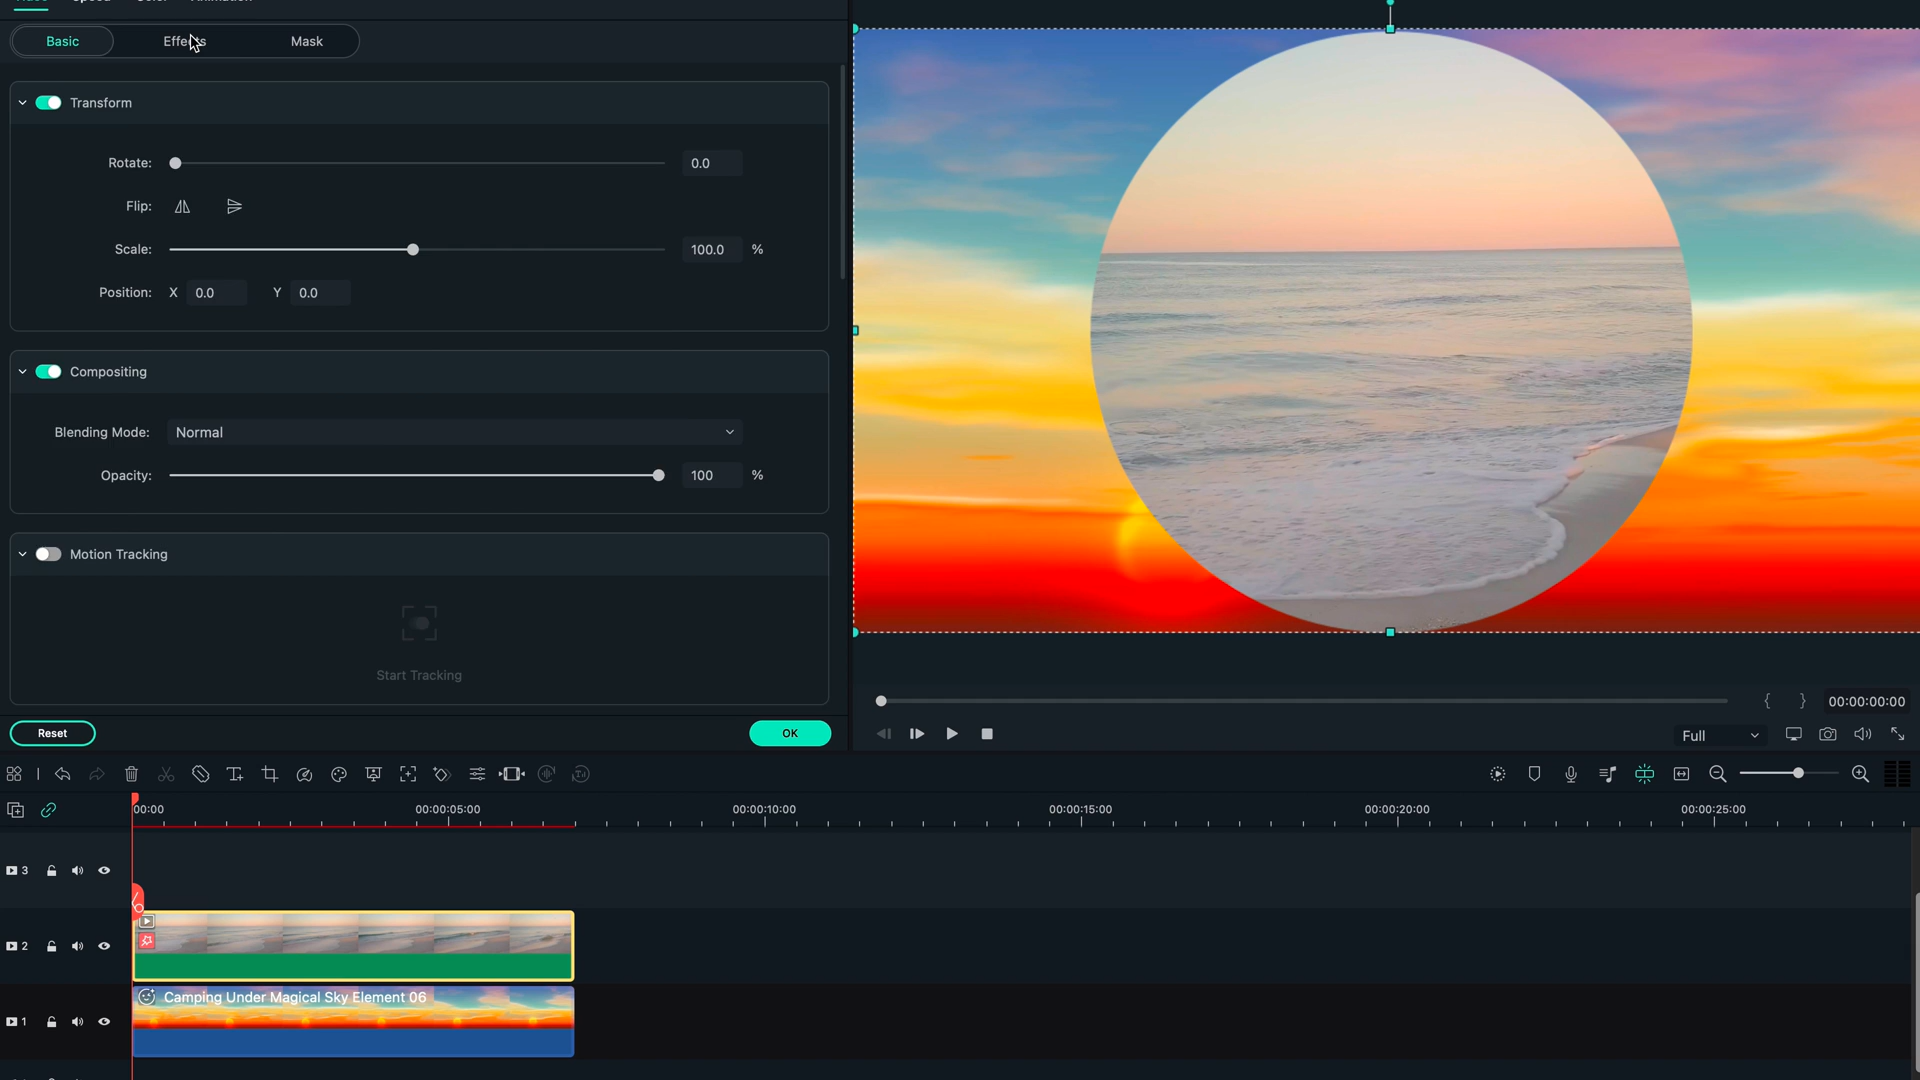 Basic
Effects
Mask
Transform
Rotate:
0.0
Flip:
Scale:
100.0 %
Position: X 0.0 Y 0.0
Compositing
Blending Mode: Normal
Opacity:
100 %
Motion Tracking
Start Tracking
Reset
OK
{ } 00:00:00:00
Full
00:00
00:00:05:00
00:00:10:00
00:00:15:00
00:00:20:00
00:00:25:00
3
2
Camping Under Magical Sky Element 06
1